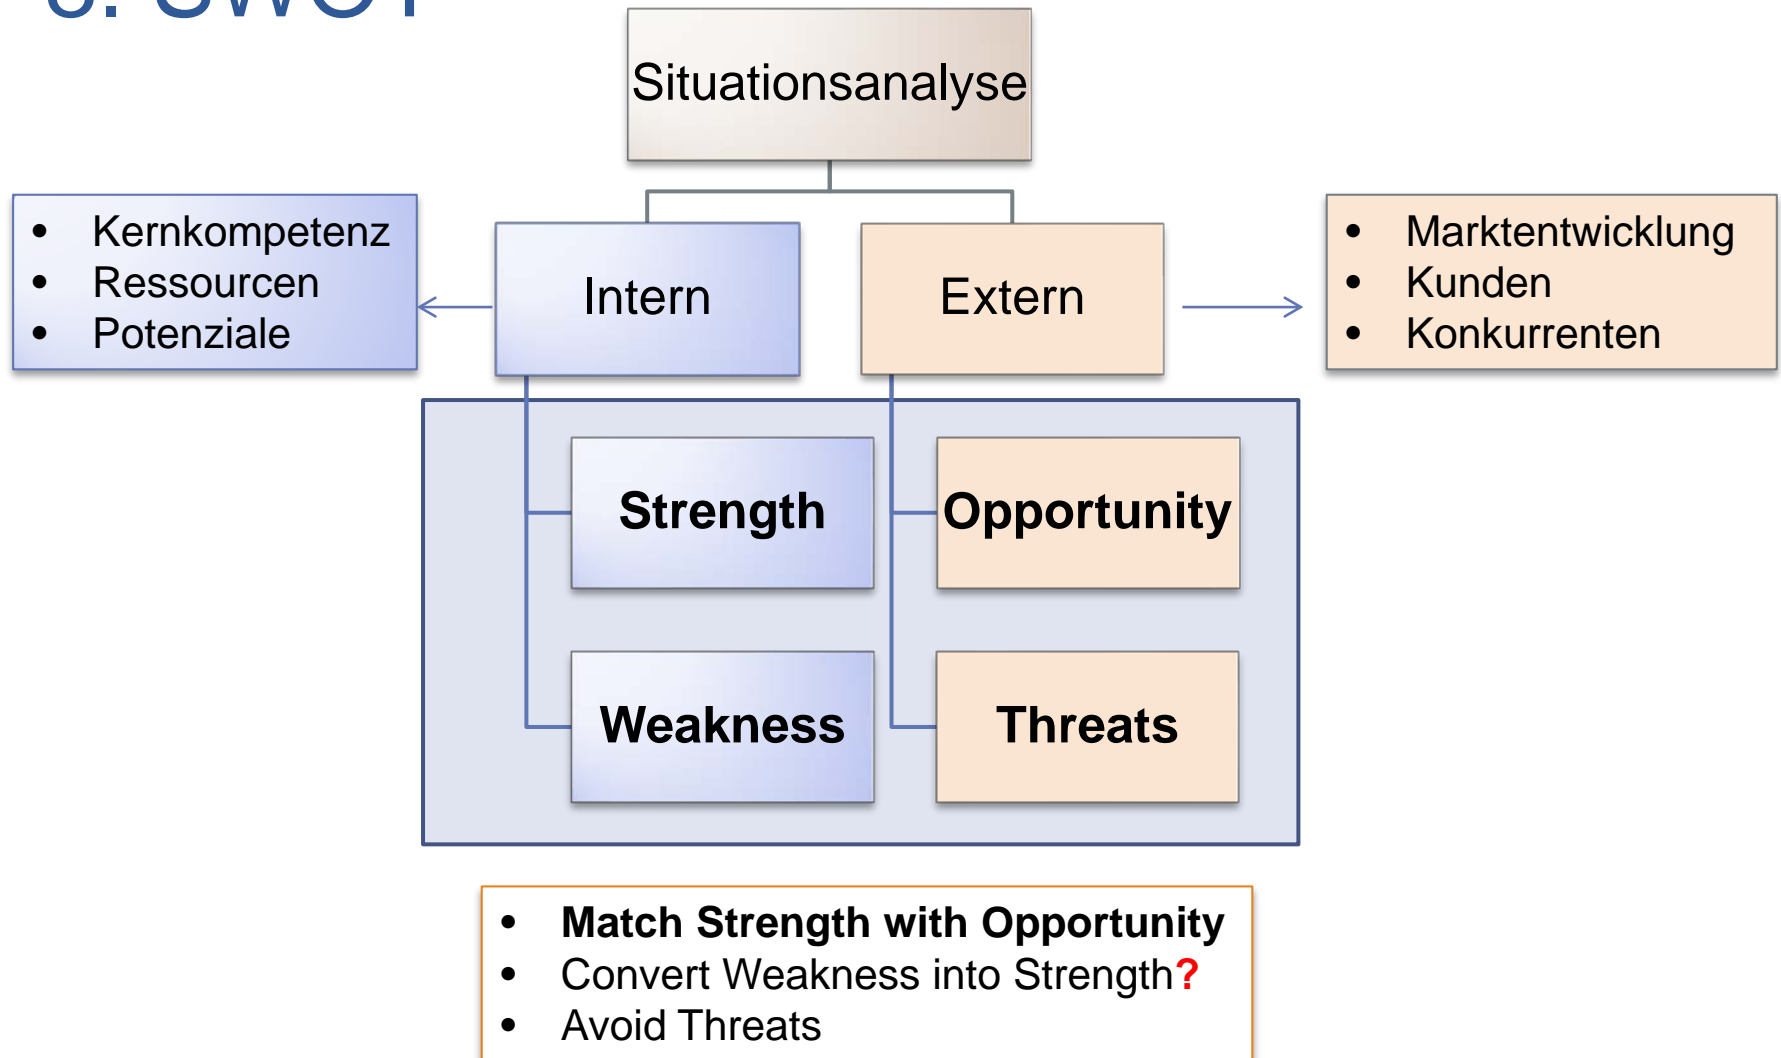 SWOT
Situationsanalyse
• Kernkompetenz
• Ressourcen
• Potenziale
Intern
Extern
• Marktentwicklung
• Kunden
• Konkurrenten
Strength
Opportunity
Weakness
Threats
• Match Strength with Opportunity
• Convert Weakness into Strength?
• Avoid Threats